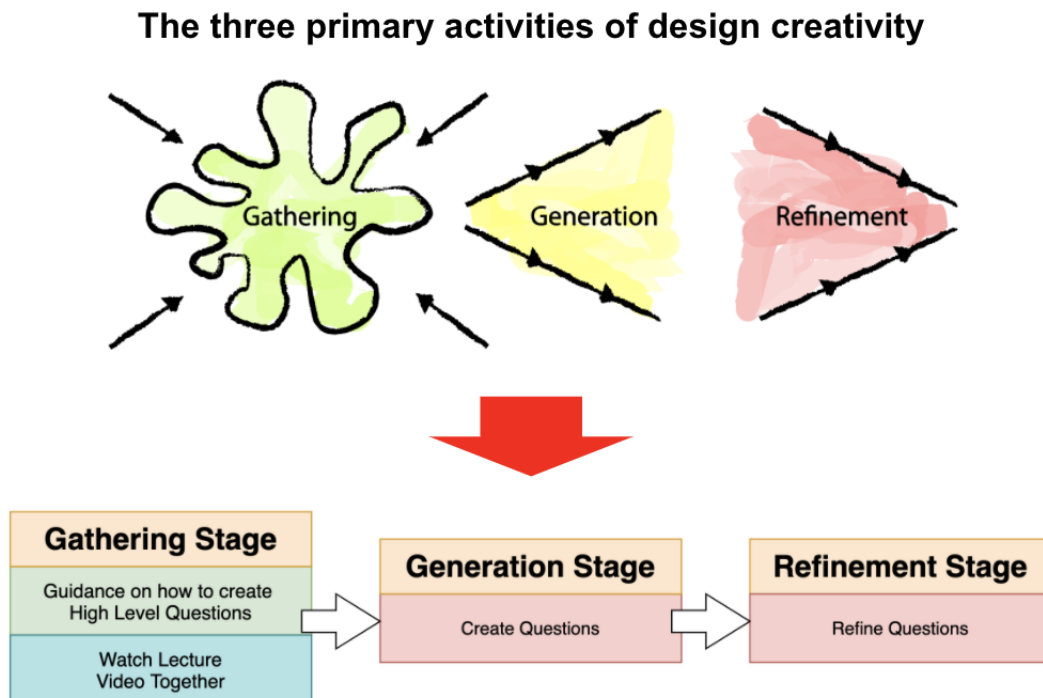 The three primary activities of design creativity
Gathering
Generation
Refinement
Gathering Stage
Guidance on how to create
High Level Questions
Watch Lecture
Video Together
Generation Stage
Create Questions
Refinement Stage
Refine Questions